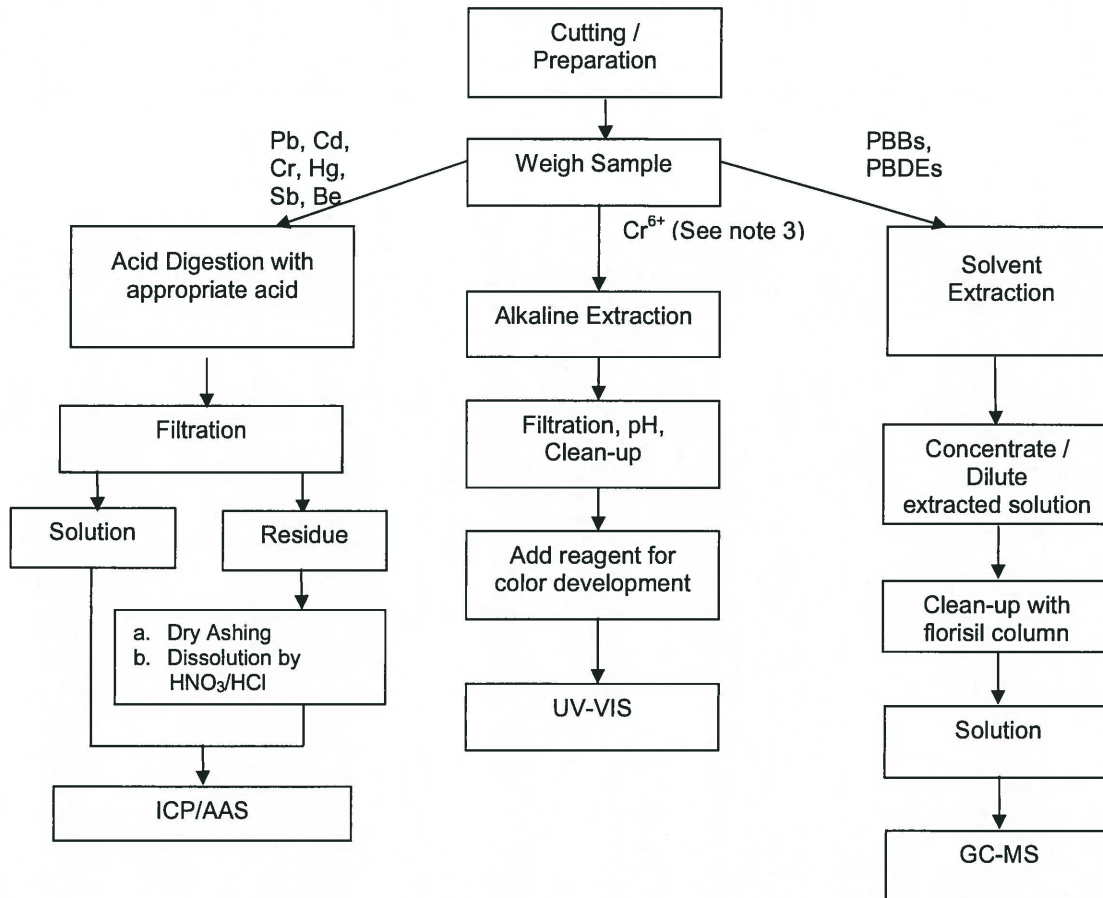 Cutting /
Preparation
Pb, Cd,
Cr, Hg,
Sb, Be
Weigh Sample
PBBs,
PBDEs
Cr⁶⁺ (See note 3)
Acid Digestion with
appropriate acid
Solvent
Extraction
Alkaline Extraction
Filtration
Filtration, pH,
Clean-up
Concentrate /
Dilute
extracted solution
Solution
Residue
Add reagent for
color development
Clean-up with
florisil column
a. Dry Ashing
b. Dissolution by
HNO₃/HCl
UV-VIS
Solution
ICP/AAS
GC-MS